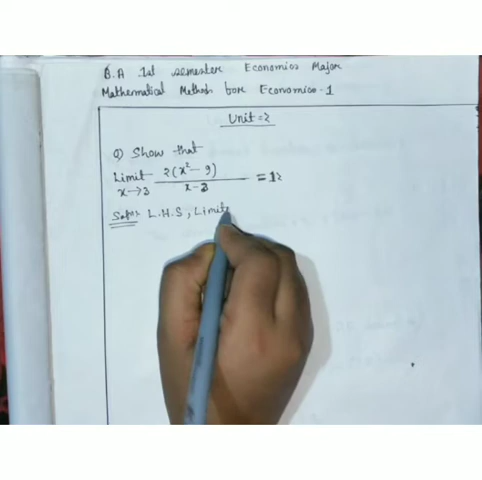 B.A 1st semester Economics Major
Mathematical Methods for Economics-1
Unit=2
Q) Show that
Limit 2(x²-9)
x→3 x-3 =12
Soln: L.H.S, Limit